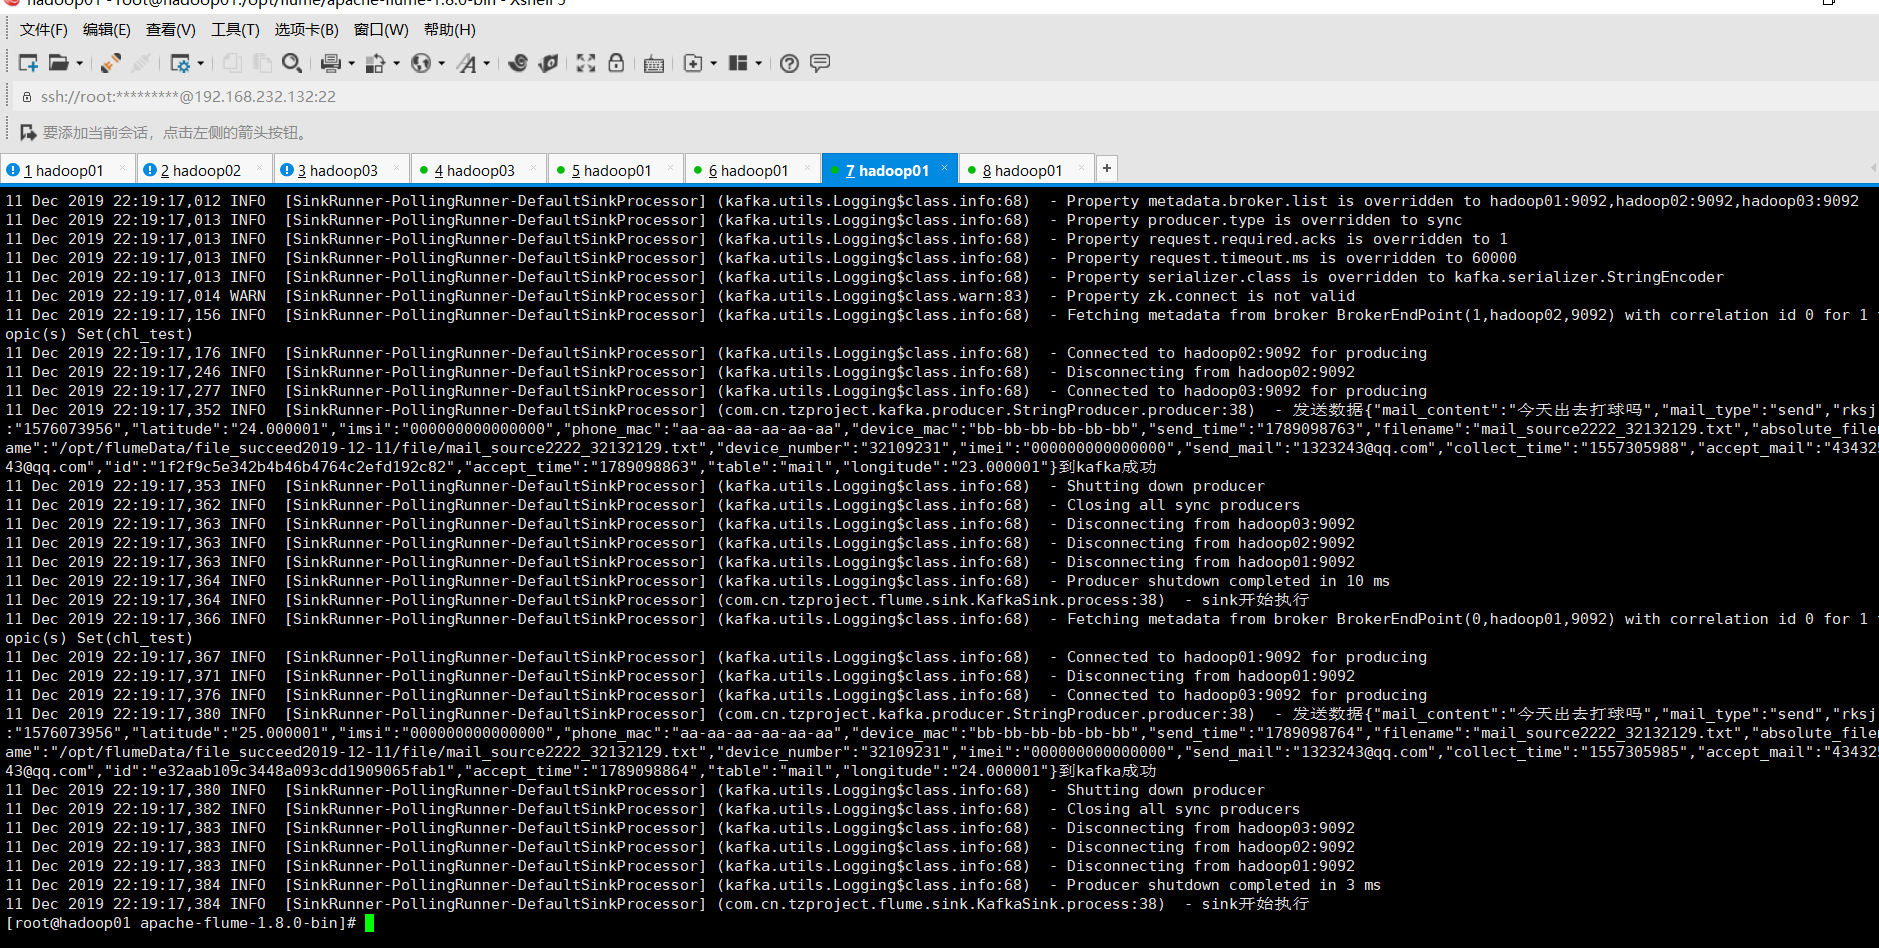 hadoop01 - root@hadoop01:/opt/flume/apache-flume-1.8.0-bin - Xshell 5
文件(F) 编辑(E) 查看(V) 工具(T) 选项卡(B) 窗口(W) 帮助(H)
ssh://root:*********@192.168.232.132:22
要添加当前会话，点击左侧的箭头按钮。
1 hadoop01 2 hadoop02 3 hadoop03 4 hadoop03 5 hadoop01 6 hadoop01 7 hadoop01 8 hadoop01 +
11 Dec 2019 22:19:17,012 INFO  [SinkRunner-PollingRunner-DefaultSinkProcessor] (kafka.utils.Logging$class.info:68)  - Property metadata.broker.list is overridden to hadoop01:9092,hadoop02:9092,hadoop03:9092
11 Dec 2019 22:19:17,013 INFO  [SinkRunner-PollingRunner-DefaultSinkProcessor] (kafka.utils.Logging$class.info:68)  - Property producer.type is overridden to sync
11 Dec 2019 22:19:17,013 INFO  [SinkRunner-PollingRunner-DefaultSinkProcessor] (kafka.utils.Logging$class.info:68)  - Property request.required.acks is overridden to 1
11 Dec 2019 22:19:17,013 INFO  [SinkRunner-PollingRunner-DefaultSinkProcessor] (kafka.utils.Logging$class.info:68)  - Property request.timeout.ms is overridden to 60000
11 Dec 2019 22:19:17,013 INFO  [SinkRunner-PollingRunner-DefaultSinkProcessor] (kafka.utils.Logging$class.info:68)  - Property serializer.class is overridden to kafka.serializer.StringEncoder
11 Dec 2019 22:19:17,014 WARN  [SinkRunner-PollingRunner-DefaultSinkProcessor] (kafka.utils.Logging$class.warn:83)  - Property zk.connect is not valid
11 Dec 2019 22:19:17,156 INFO  [SinkRunner-PollingRunner-DefaultSinkProcessor] (kafka.utils.Logging$class.info:68)  - Fetching metadata from broker BrokerEndPoint(1,hadoop02,9092) with correlation id 0 for 1 t
opic(s) Set(chl_test)
11 Dec 2019 22:19:17,176 INFO  [SinkRunner-PollingRunner-DefaultSinkProcessor] (kafka.utils.Logging$class.info:68)  - Connected to hadoop02:9092 for producing
11 Dec 2019 22:19:17,246 INFO  [SinkRunner-PollingRunner-DefaultSinkProcessor] (kafka.utils.Logging$class.info:68)  - Disconnecting from hadoop02:9092
11 Dec 2019 22:19:17,277 INFO  [SinkRunner-PollingRunner-DefaultSinkProcessor] (kafka.utils.Logging$class.info:68)  - Connected to hadoop03:9092 for producing
11 Dec 2019 22:19:17,352 INFO  [SinkRunner-PollingRunner-DefaultSinkProcessor] (com.cn.tzproject.kafka.producer.StringProducer.producer:38)  - 发送数据{"mail_content":"今天出去打球吗","mail_type":"send","rksj
:"1576073956","latitude":"24.000001","imsi":"000000000000000","phone_mac":"aa-aa-aa-aa-aa-aa","device_mac":"bb-bb-bb-bb-bb-bb","send_time":"1789098763","filename":"mail_source2222_32132129.txt","absolute_filen
ame":"/opt/flumeData/file_succeed2019-12-11/file/mail_source2222_32132129.txt","device_number":"32109231","imei":"000000000000000","send_mail":"1323243@qq.com","collect_time":"1557305988","accept_mail":"43432
43@qq.com","id":"1f2f9c5e342b4b46b4764c2efd192c82","accept_time":"1789098863","table":"mail","longitude":"23.000001"}到kafka成功
11 Dec 2019 22:19:17,353 INFO  [SinkRunner-PollingRunner-DefaultSinkProcessor] (kafka.utils.Logging$class.info:68)  - Shutting down producer
11 Dec 2019 22:19:17,362 INFO  [SinkRunner-PollingRunner-DefaultSinkProcessor] (kafka.utils.Logging$class.info:68)  - Closing all sync producers
11 Dec 2019 22:19:17,363 INFO  [SinkRunner-PollingRunner-DefaultSinkProcessor] (kafka.utils.Logging$class.info:68)  - Disconnecting from hadoop03:9092
11 Dec 2019 22:19:17,363 INFO  [SinkRunner-PollingRunner-DefaultSinkProcessor] (kafka.utils.Logging$class.info:68)  - Disconnecting from hadoop02:9092
11 Dec 2019 22:19:17,363 INFO  [SinkRunner-PollingRunner-DefaultSinkProcessor] (kafka.utils.Logging$class.info:68)  - Disconnecting from hadoop01:9092
11 Dec 2019 22:19:17,364 INFO  [SinkRunner-PollingRunner-DefaultSinkProcessor] (kafka.utils.Logging$class.info:68)  - Producer shutdown completed in 10 ms
11 Dec 2019 22:19:17,364 INFO  [SinkRunner-PollingRunner-DefaultSinkProcessor] (com.cn.tzproject.flume.sink.KafkaSink.process:38)  - sink开始执行
11 Dec 2019 22:19:17,366 INFO  [SinkRunner-PollingRunner-DefaultSinkProcessor] (kafka.utils.Logging$class.info:68)  - Fetching metadata from broker BrokerEndPoint(0,hadoop01,9092) with correlation id 0 for 1 t
opic(s) Set(chl_test)
11 Dec 2019 22:19:17,367 INFO  [SinkRunner-PollingRunner-DefaultSinkProcessor] (kafka.utils.Logging$class.info:68)  - Connected to hadoop01:9092 for producing
11 Dec 2019 22:19:17,371 INFO  [SinkRunner-PollingRunner-DefaultSinkProcessor] (kafka.utils.Logging$class.info:68)  - Disconnecting from hadoop01:9092
11 Dec 2019 22:19:17,376 INFO  [SinkRunner-PollingRunner-DefaultSinkProcessor] (kafka.utils.Logging$class.info:68)  - Connected to hadoop03:9092 for producing
11 Dec 2019 22:19:17,380 INFO  [SinkRunner-PollingRunner-DefaultSinkProcessor] (com.cn.tzproject.kafka.producer.StringProducer.producer:38)  - 发送数据{"mail_content":"今天出去打球吗","mail_type":"send","rksj
:"1576073956","latitude":"25.000001","imsi":"000000000000000","phone_mac":"aa-aa-aa-aa-aa-aa","device_mac":"bb-bb-bb-bb-bb-bb","send_time":"1789098764","filename":"mail_source2222_32132129.txt","absolute_filen
ame":"/opt/flumeData/file_succeed2019-12-11/file/mail_source2222_32132129.txt","device_number":"32109231","imei":"000000000000000","send_mail":"1323243@qq.com","collect_time":"1557305985","accept_mail":"43432
43@qq.com","id":"e32aab109c3448a093cdd1909065fab1","accept_time":"1789098864","table":"mail","longitude":"24.000001"}到kafka成功
11 Dec 2019 22:19:17,380 INFO  [SinkRunner-PollingRunner-DefaultSinkProcessor] (kafka.utils.Logging$class.info:68)  - Shutting down producer
11 Dec 2019 22:19:17,382 INFO  [SinkRunner-PollingRunner-DefaultSinkProcessor] (kafka.utils.Logging$class.info:68)  - Closing all sync producers
11 Dec 2019 22:19:17,383 INFO  [SinkRunner-PollingRunner-DefaultSinkProcessor] (kafka.utils.Logging$class.info:68)  - Disconnecting from hadoop03:9092
11 Dec 2019 22:19:17,383 INFO  [SinkRunner-PollingRunner-DefaultSinkProcessor] (kafka.utils.Logging$class.info:68)  - Disconnecting from hadoop02:9092
11 Dec 2019 22:19:17,383 INFO  [SinkRunner-PollingRunner-DefaultSinkProcessor] (kafka.utils.Logging$class.info:68)  - Disconnecting from hadoop01:9092
11 Dec 2019 22:19:17,384 INFO  [SinkRunner-PollingRunner-DefaultSinkProcessor] (kafka.utils.Logging$class.info:68)  - Producer shutdown completed in 3 ms
11 Dec 2019 22:19:17,384 INFO  [SinkRunner-PollingRunner-DefaultSinkProcessor] (com.cn.tzproject.flume.sink.KafkaSink.process:38)  - sink开始执行
[root@hadoop01 apache-flume-1.8.0-bin]#